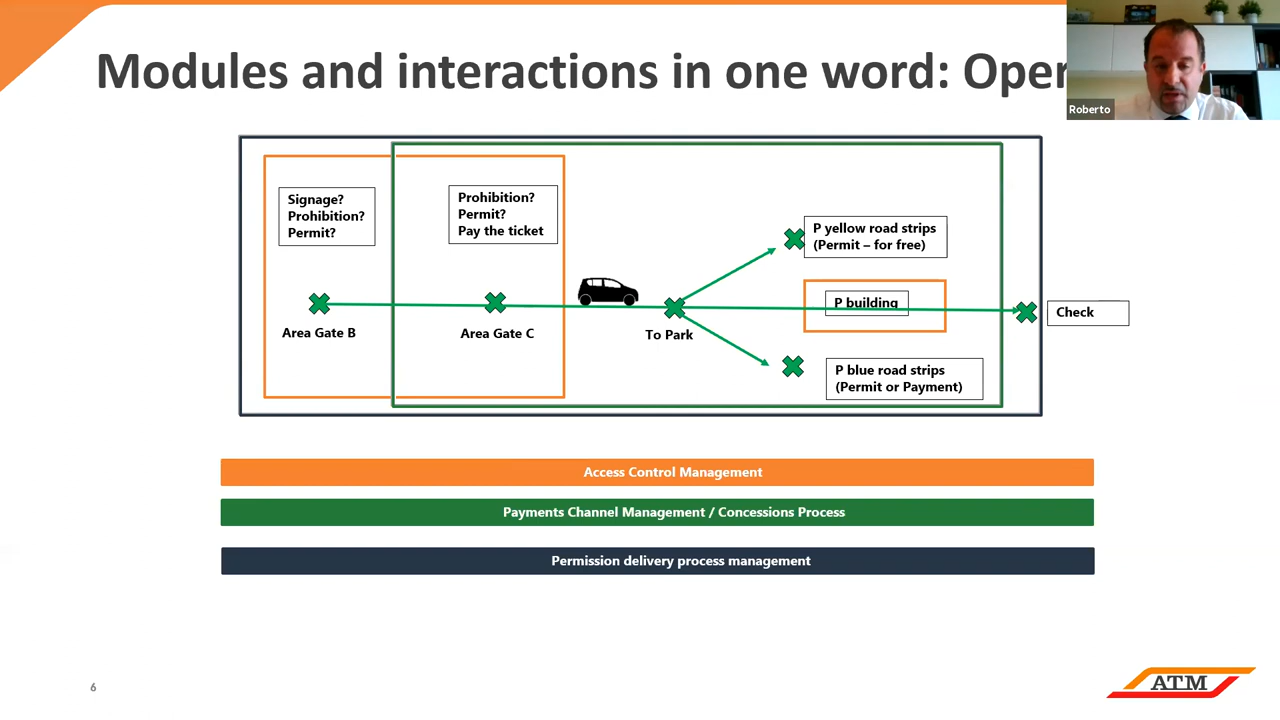 Modules and interactions in one word: Oper
Roberto
Signage?
Prohibition?
Permit?
Prohibition?
Permit?
Pay the ticket
P yellow road strips
(Permit – for free)
P building
Check
Area Gate B
Area Gate C
To Park
P blue road strips
(Permit or Payment)
Access Control Management
Payments Channel Management / Concessions Process
Permission delivery process management
6
ATM